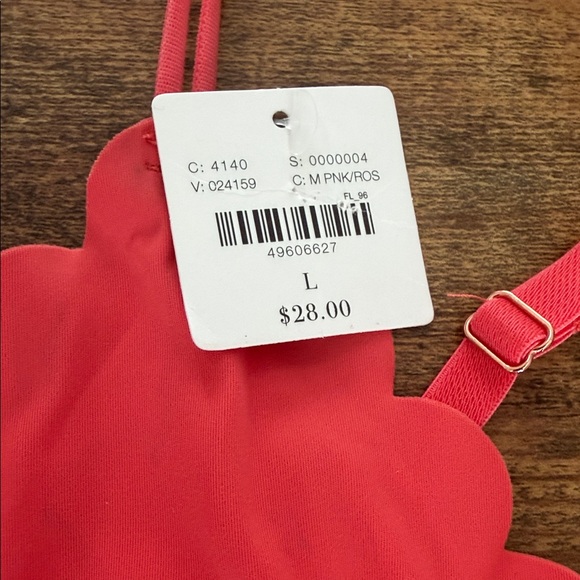 C: 4140 S: 0000004
V: 024159 C: M PNK/ROS
FL_96
49606627
L
$28.00